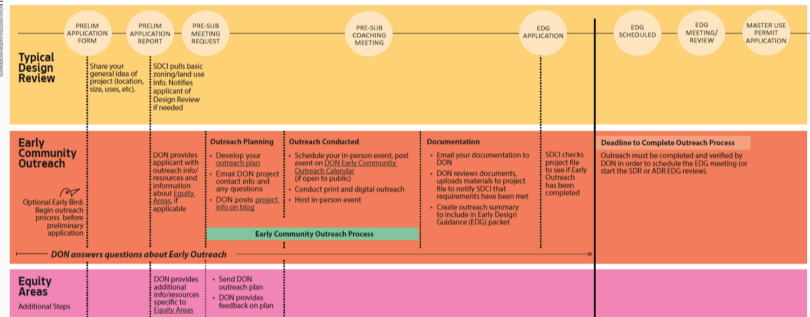 PRELIM
APPLICATION
FORM
PRELIM
APPLICATION
REPORT
PRE-SUB
MEETING
REQUEST
PRE-SUB
COACHING
MEETING
EDG
APPLICATION
EDG
SCHEDULED
EDG
MEETING/
REVIEW
MASTER USE
PERMIT
APPLICATION
Typical
Design
Review
Share your
general idea of
project (location,
size, uses, etc).
SDCI pulls basic
zoning/land use
info. Notifies
applicant of
Design Review
if needed
Early
Community
Outreach
Optional Early Bird:
Begin outreach
process before
preliminary
application
DON provides
applicant with
outreach info/
resources and
information
about Equity
Areas, if
applicable
Outreach Planning
• Develop your
outreach plan
• Email DON project
contact info and
any questions
• DON posts project
info on blog
Outreach Conducted
• Schedule your in-person event, post
event on DON Early Community
Outreach Calendar
(if open to public)
• Conduct print and digital outreach
• Host in-person event
Early Community Outreach Process
Documentation
• Email your documentation to
DON
• DON reviews documents,
uploads materials to project
file to notify SDCI that
requirements have been met
• Create outreach summary
to include in Early Design
Guidance (EDG) packet
SDCI checks
project file
to see if Early
Outreach
has been
completed
Deadline to Complete Outreach Process
Outreach must be completed and verified by
DON in order to schedule the EDG meeting (or
start the SDR or ADR EDG review).
DON answers questions about Early Outreach
Equity
Areas
Additional Steps
DON provides
additional
info/resources
specific to
Equity Areas
• Send DON
outreach plan
• DON provides
feedback on plan